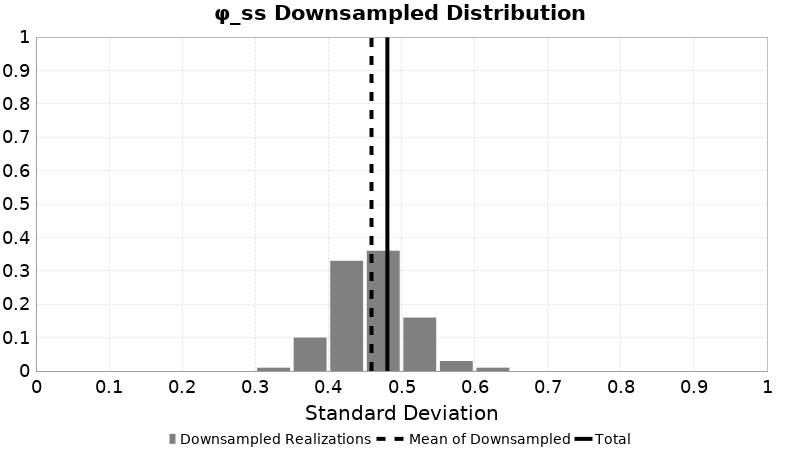 φ_ss Downsampled Distribution
1
0.9
0.8
0.7
0.6
0.5
0.4
0.3
0.2
0.1
0
0 0.1 0.2 0.3 0.4 0.5 0.6 0.7 0.8 0.9 1
Standard Deviation
Downsampled Realizations Mean of Downsampled Total